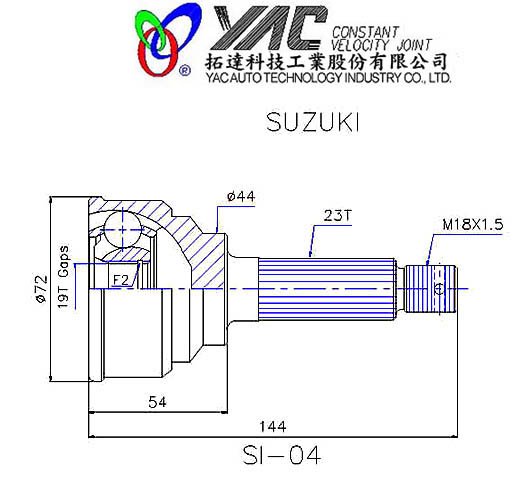 YAC CONSTANT
VELOCITY JOINT
®
拓達科技工業股份有限公司
YAC AUTO TECHNOLOGY INDUSTRY CO., LTD.
SUZUKI
ø44
23T
M18X1.5
ø72
19T Gaps
F2
54
144
SI-04